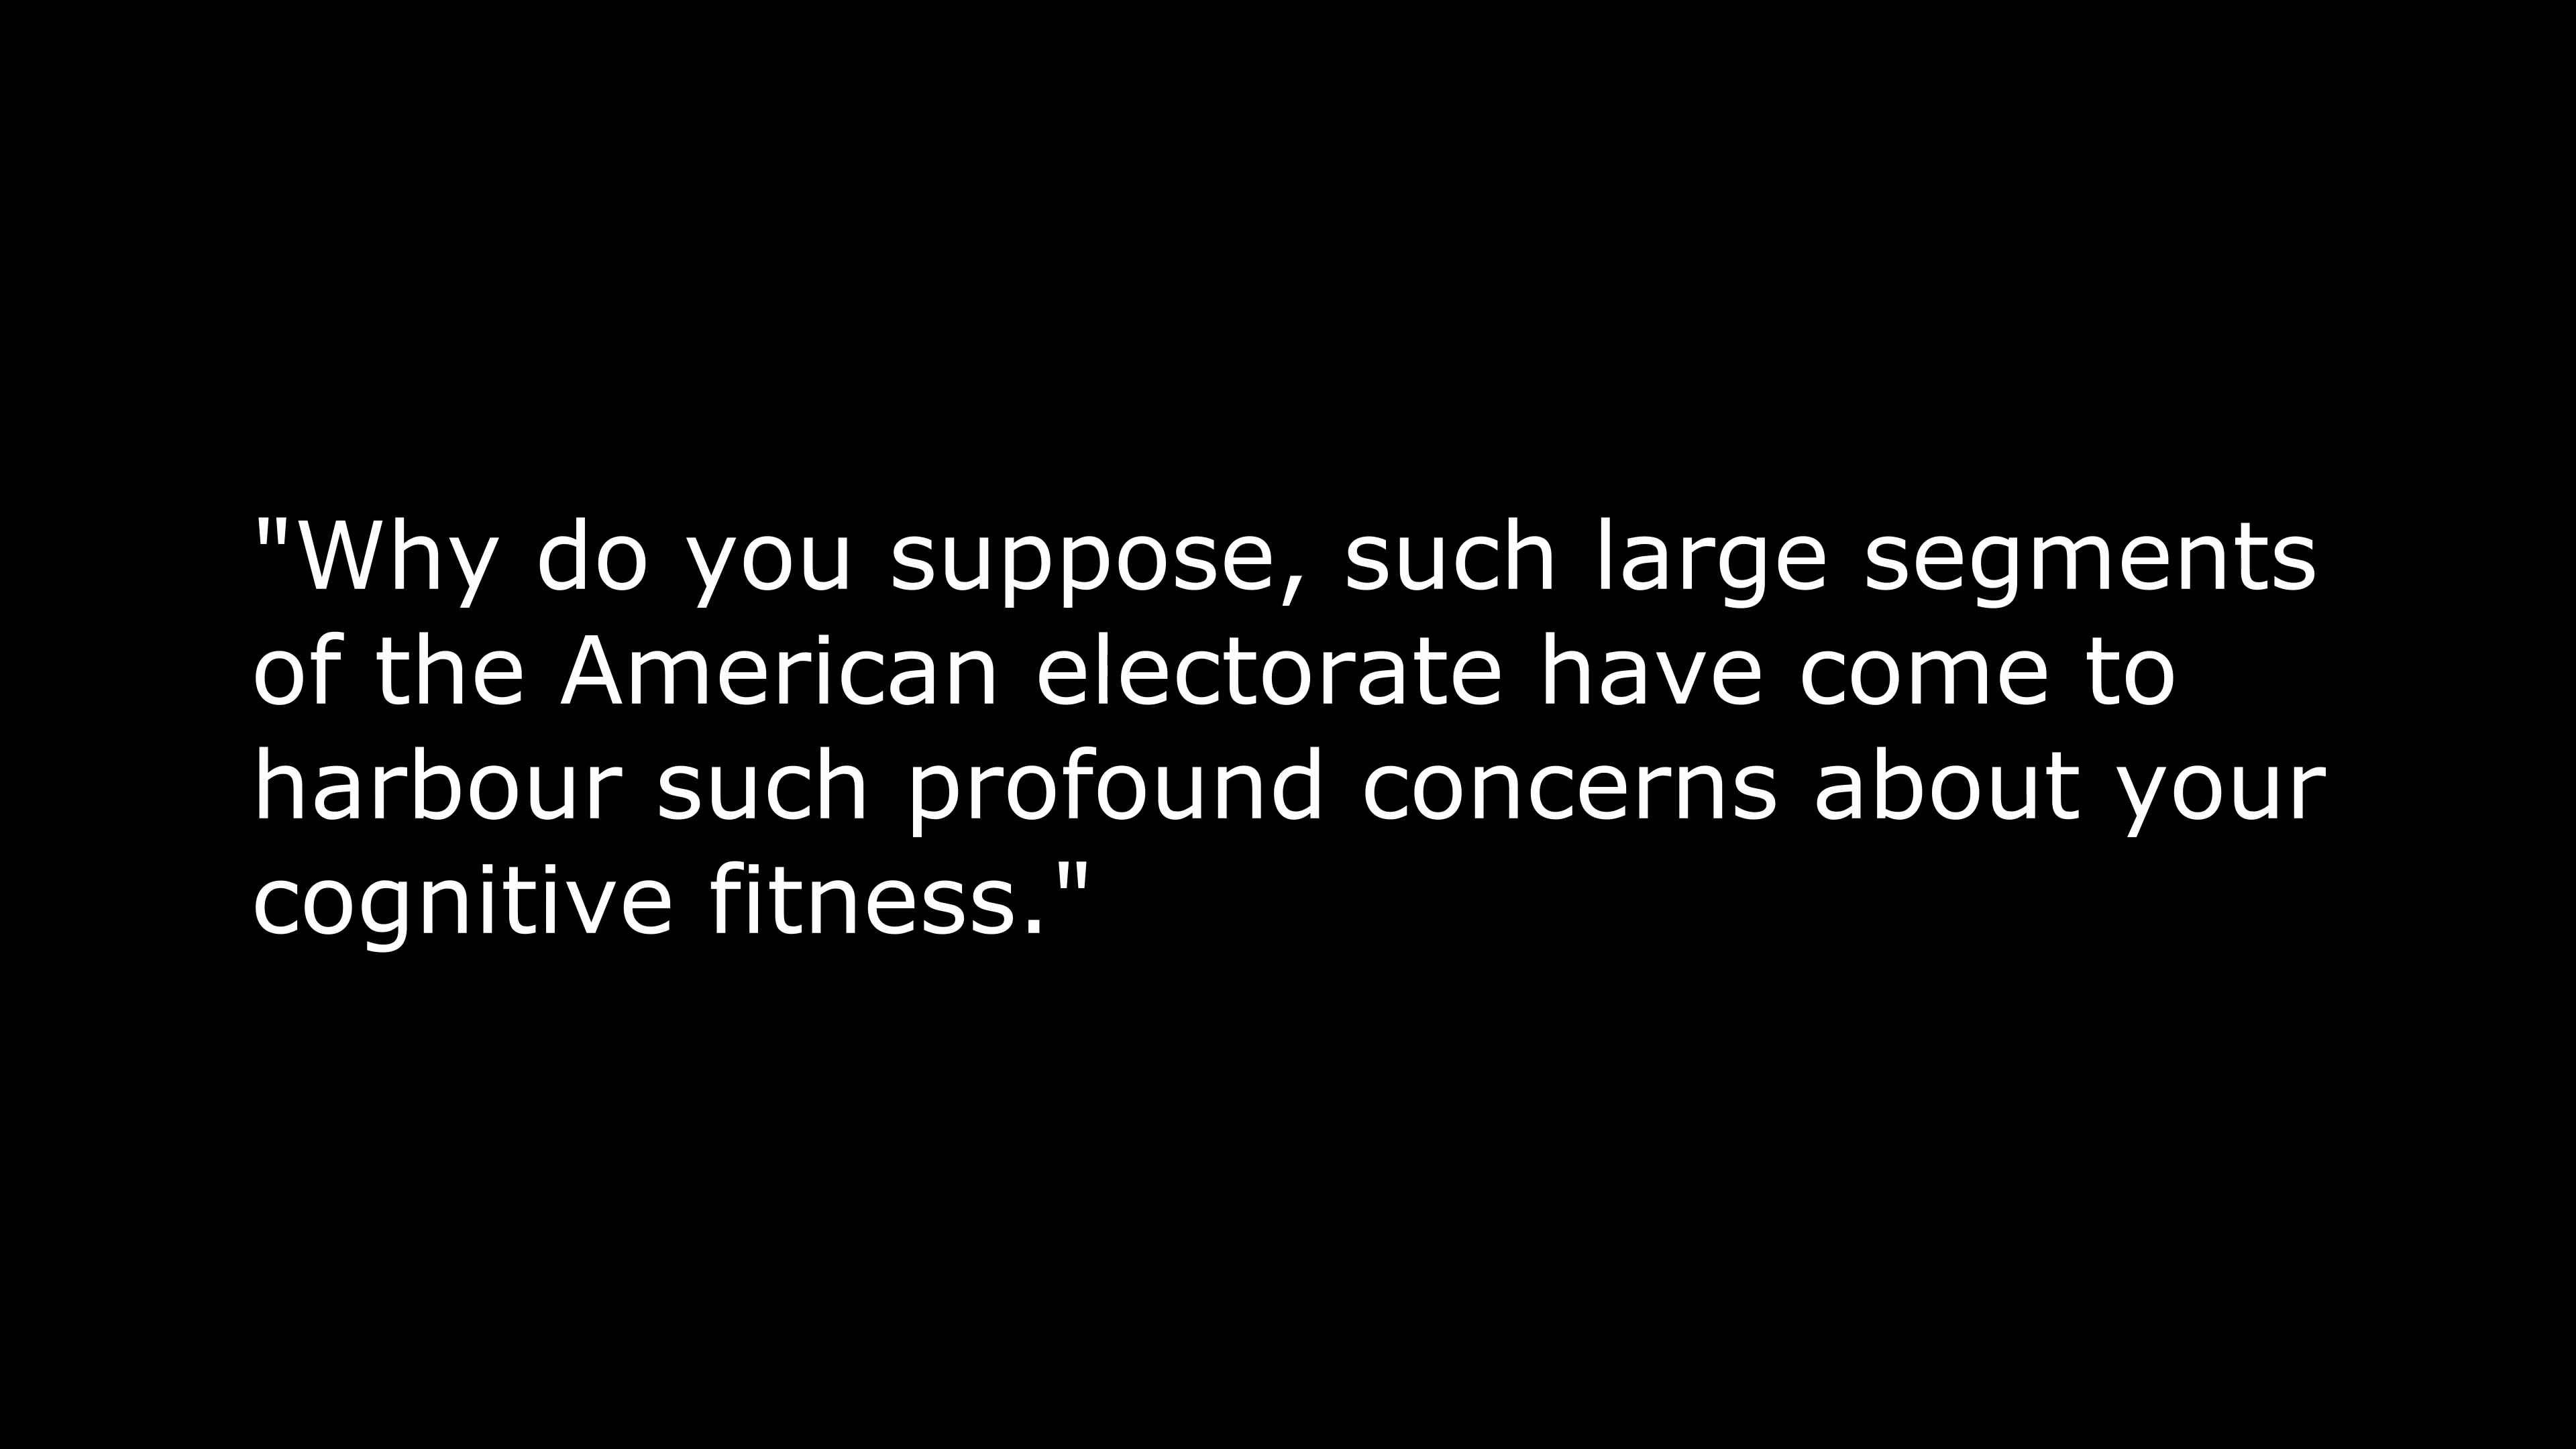 "Why do you suppose, such large segments
of the American electorate have come to
harbour such profound concerns about your
cognitive fitness."